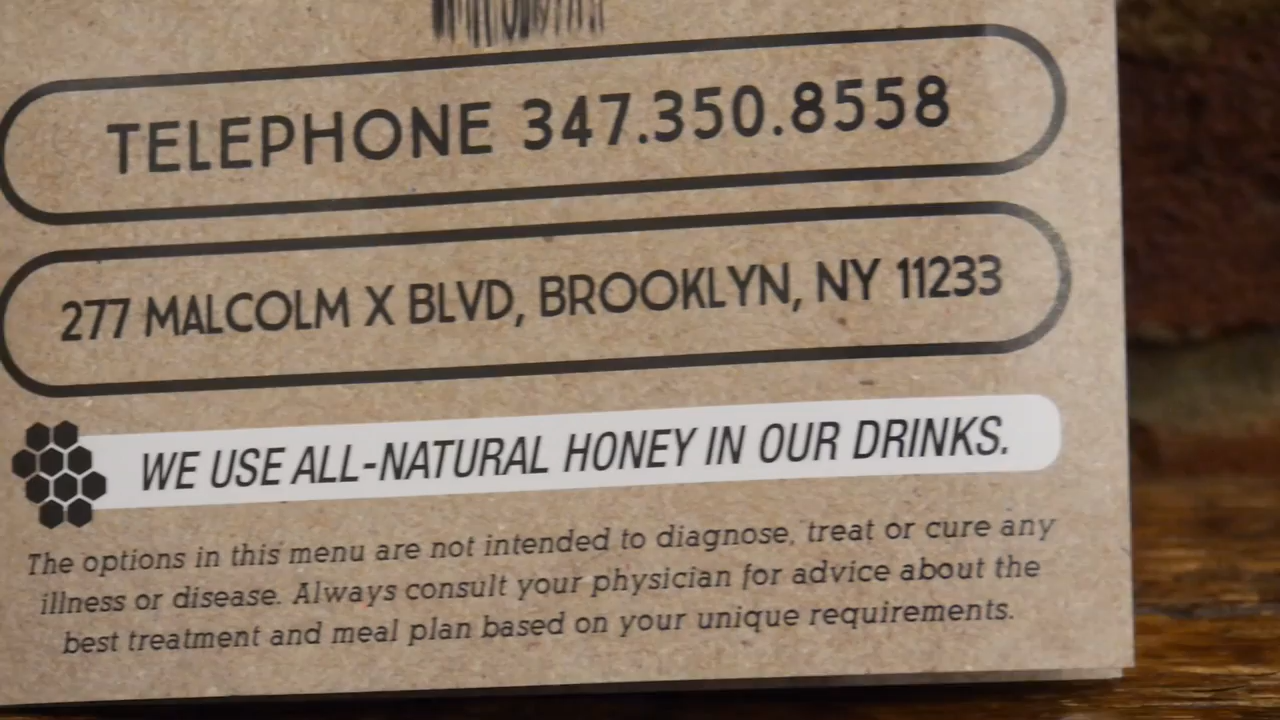 TELEPHONE 347.350.8558
277 MALCOLM X BLVD, BROOKLYN, NY 11233
WE USE ALL-NATURAL HONEY IN OUR DRINKS.
The options in this menu are not intended to diagnose, treat or cure any
illness or disease. Always consult your physician for advice about the
best treatment and meal plan based on your unique requirements.